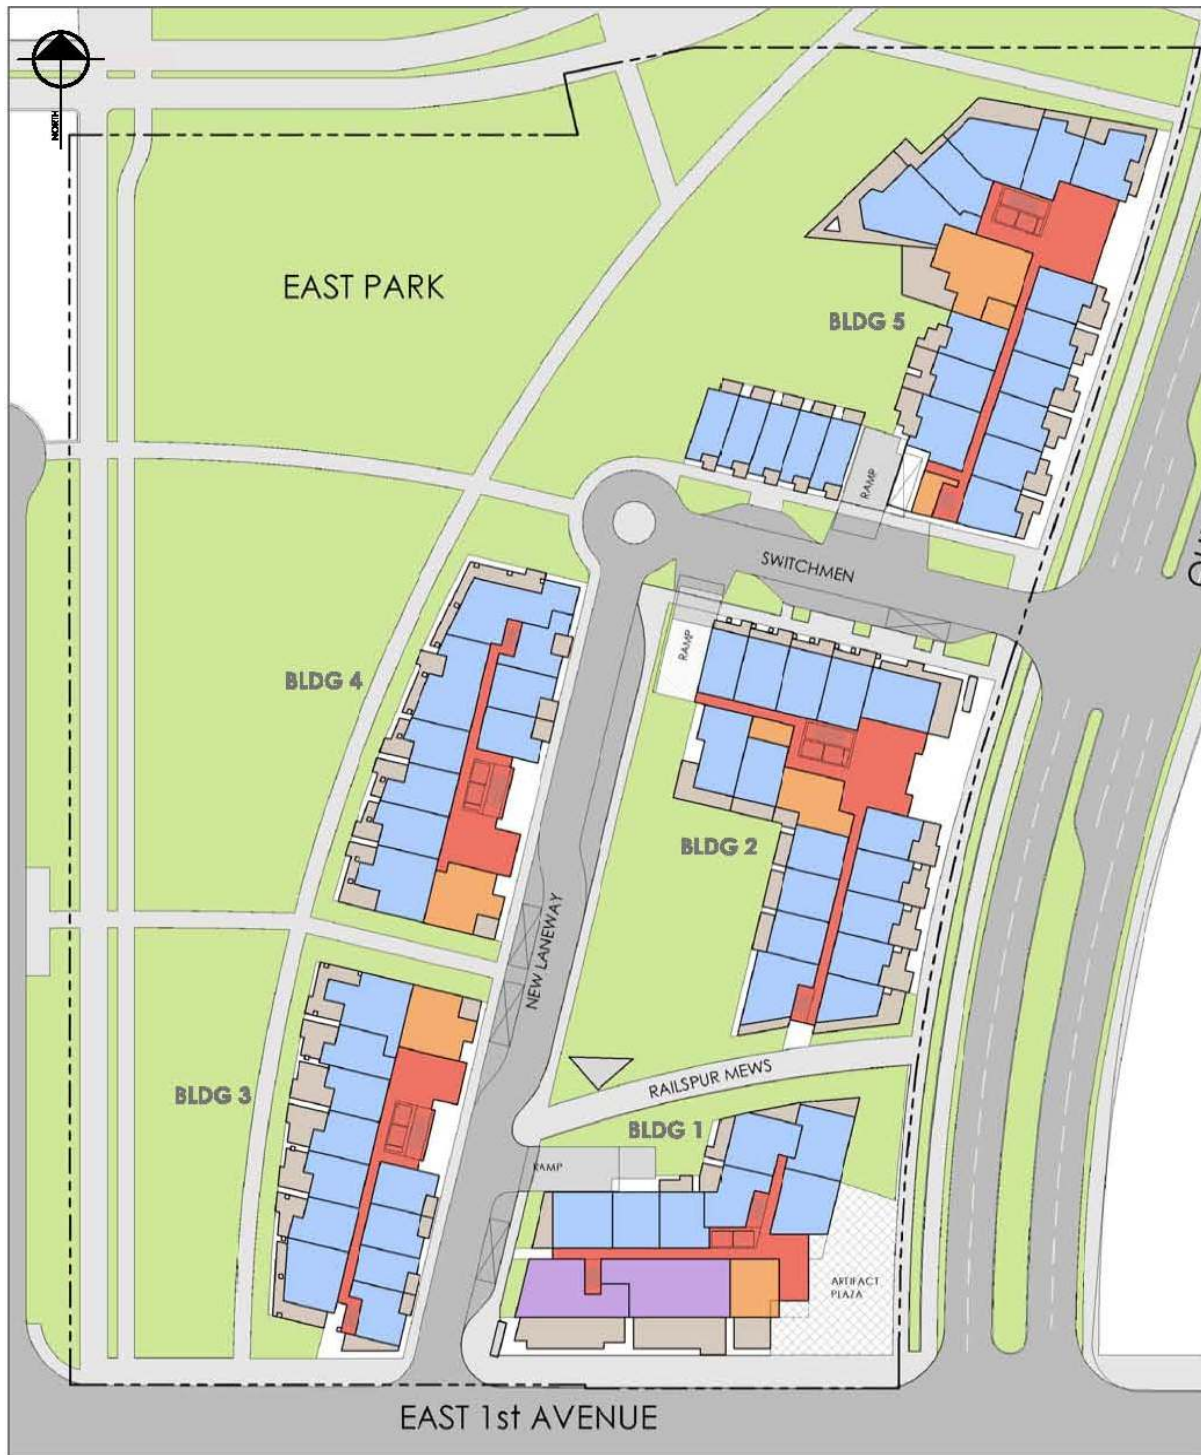 NORTH
EAST PARK
BLDG 5
RAMP
SWITCHMEN
RAMP
BLDG 4
BLDG 2
NEW LANEWAY
RAILSPUR MEWS
BLDG 3
BLDG 1
RAMP
ARTIFACT
PLAZA
EAST 1st AVENUE